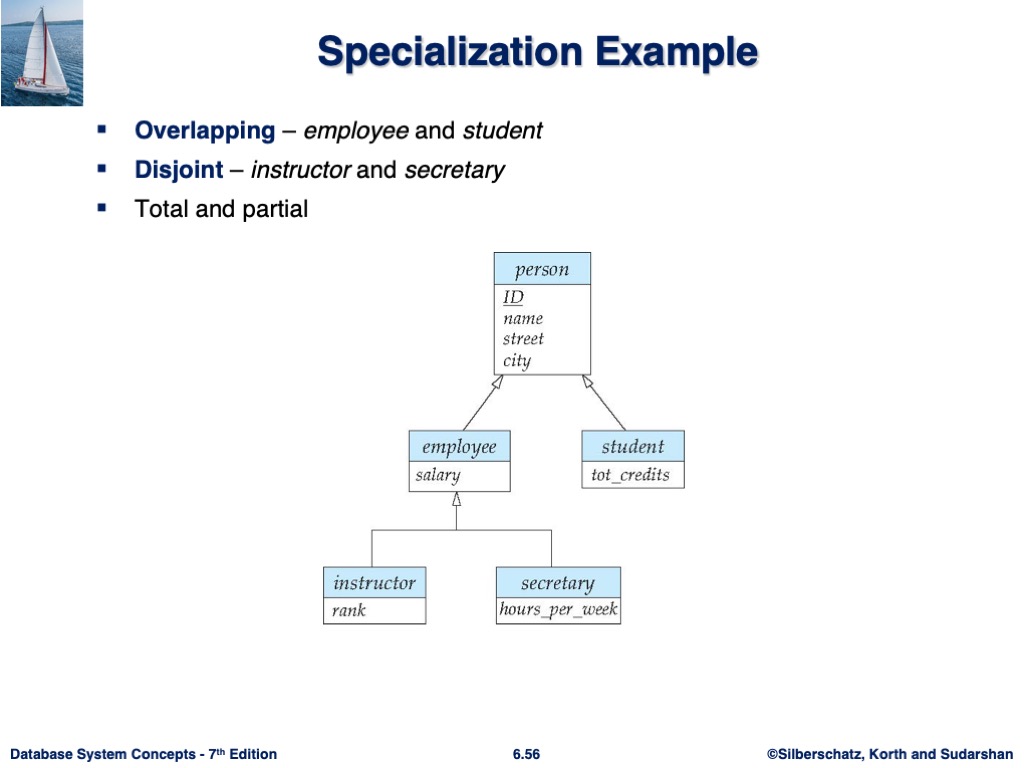 Specialization Example
▪ Overlapping – employee and student
▪ Disjoint – instructor and secretary
▪ Total and partial
person
ID
name
street
city
employee
salary
student
tot_credits
instructor
rank
secretary
hours_per_week
Database System Concepts - 7th Edition
6.56
©Silberschatz, Korth and Sudarshan